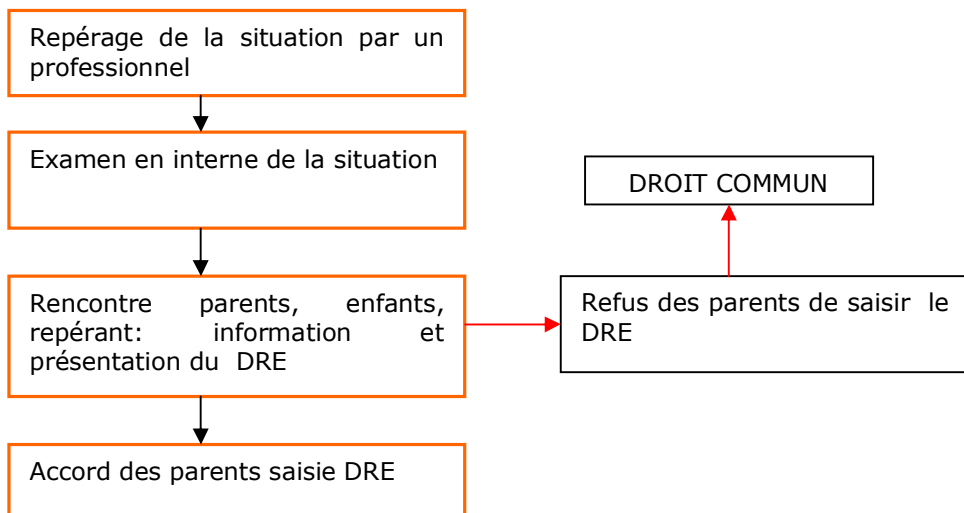 Repérage de la situation par un
professionnel
Examen en interne de la situation
DROIT COMMUN
Rencontre parents, enfants,
repérant: information et
présentation du DRE
Refus des parents de saisir le
DRE
Accord des parents saisie DRE